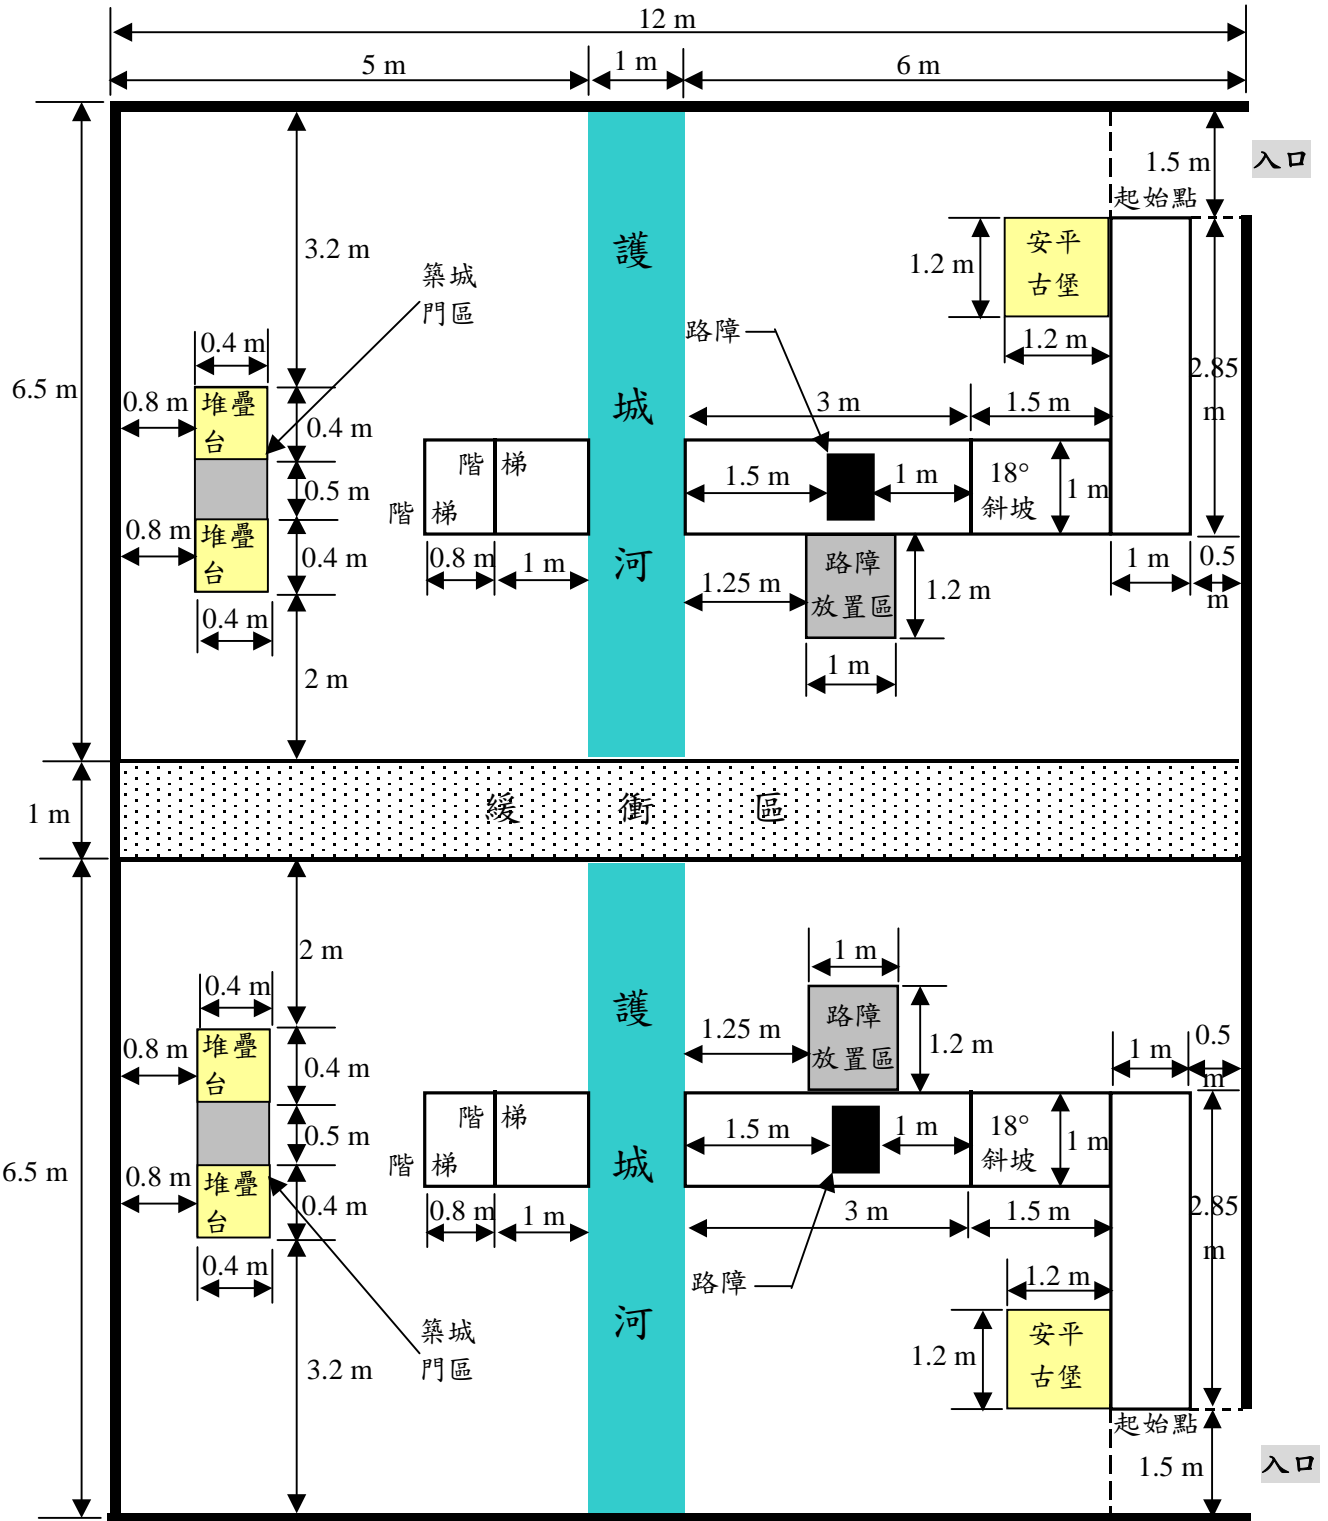 12 m
5 m
1 m
6 m
入口
1.5 m
起始點
3.2 m
護
安平
古堡
1.2 m
築城
門區
路障
0.4 m
1.2 m
2.85
m
6.5 m
0.8 m
堆疊
台
0.4 m
城
3 m
1.5 m
階 梯
階 梯
0.5 m
1.5 m
1 m
18°
斜坡
1 m
0.8 m
堆疊
台
0.4 m
0.8 m
1 m
河
路障
放置區
1.25 m
1.2 m
1 m
0.5
m
0.4 m
2 m
1 m
1 m
緩 衝 區
2 m
1 m
0.4 m
護
路障
放置區
1.25 m
1.2 m
1 m
0.5
m
0.8 m
堆疊
台
0.4 m
階 梯
階 梯
0.5 m
城
1.5 m
1 m
18°
斜坡
1 m
6.5 m
0.8 m
堆疊
台
0.4 m
0.8 m
1 m
3 m
1.5 m
2.85
m
0.4 m
路障
1.2 m
築城
門區
河
安平
古堡
1.2 m
3.2 m
起始點
1.5 m
入口